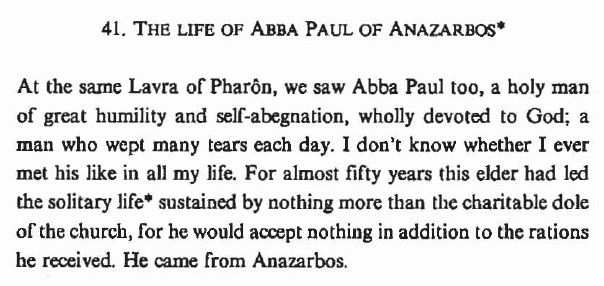 41. THE LIFE OF ABBA PAUL OF ANAZARBOS*
At the same Lavra of Pharôn, we saw Abba Paul too, a holy man
of great humility and self-abegnation, wholly devoted to God; a
man who wept many tears each day. I don't know whether I ever
met his like in all my life. For almost fifty years this elder had led
the solitary life* sustained by nothing more than the charitable dole
of the church, for he would accept nothing in addition to the rations
he received. He came from Anazarbos.